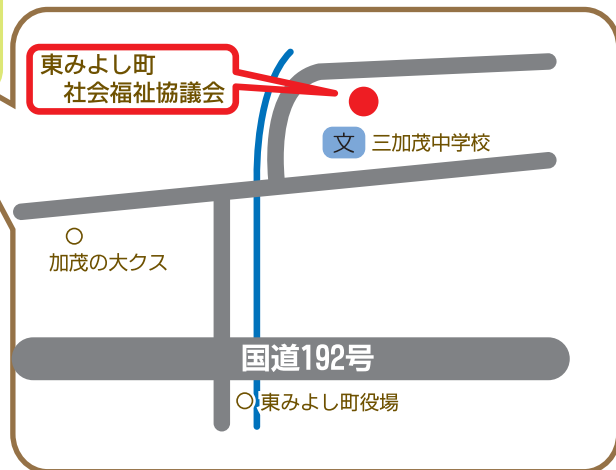 東みよし町
社会福祉協議会
文 三加茂中学校
加茂の大クス
国道192号
東みよし町役場